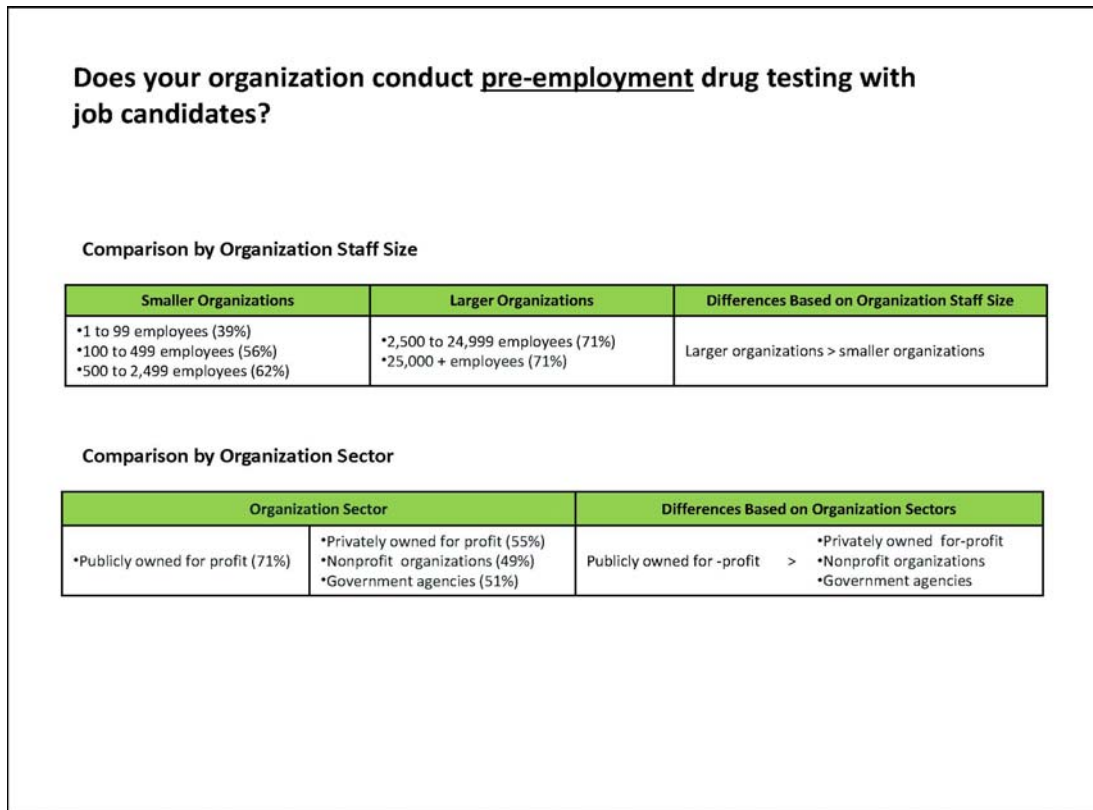 Does your organization conduct pre-employment drug testing with
job candidates?
Comparison by Organization Staff Size
Smaller Organizations
Larger Organizations
Differences Based on Organization Staff Size
•1 to 99 employees (39%)
•100 to 499 employees (56%)
•500 to 2,499 employees (62%)
•2,500 to 24,999 employees (71%)
•25,000 + employees (71%)
Larger organizations > smaller organizations
Comparison by Organization Sector
Organization Sector
Differences Based on Organization Sectors
•Publicly owned for profit (71%)
•Privately owned for profit (55%)
•Nonprofit organizations (49%)
•Government agencies (51%)
Publicly owned for -profit >
•Privately owned for-profit
•Nonprofit organizations
•Government agencies